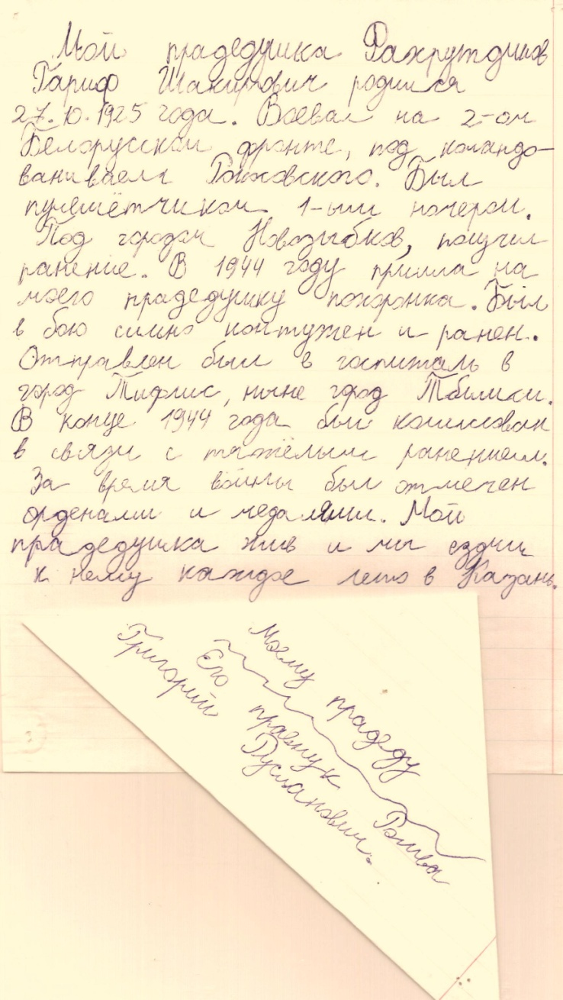 Мой прадедушка Фахрутдинов
Гариф Шакирович родился
27.10.1925 года. Воевал на 2-ом
Белорусском фронте, под командо-
ваниваем Рокосовского. Был
пулемётчиком 1-ым номером.
Под городом Новозыбков, получил
ранение. В 1944 году пришла на
моего прадедушку похоронка. Был
в бою сильно контужен и ранен.
Отправлен был в госпиталь в
город Тифлис, ныне город Тбилиси.
В конце 1944 года был комиссован
в связи с тяжёлым ранением.
За время войны был отмечен
орденами и медалями. Мой
прадедушка жив и мы ездим
к нему каждое лето в Казань.
Моему прадеду
Его правнук
Григорий Русланович.